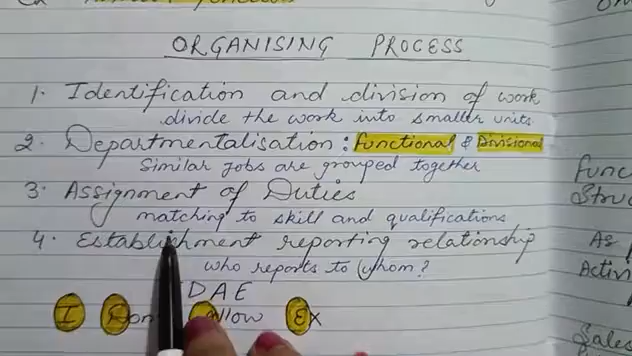 ORGANISING PROCESS
1. Identification and division of work
divide the work into smaller units
2. Departmentalisation : functional & Divisional
Similar jobs are grouped together
3. Assignment of Duties
matching to skill and qualifications
4. Establishment reporting relationship
who reports to whom?
IDAE
I Don't Allow Ex
Func
Struc
As
Activ
Sales